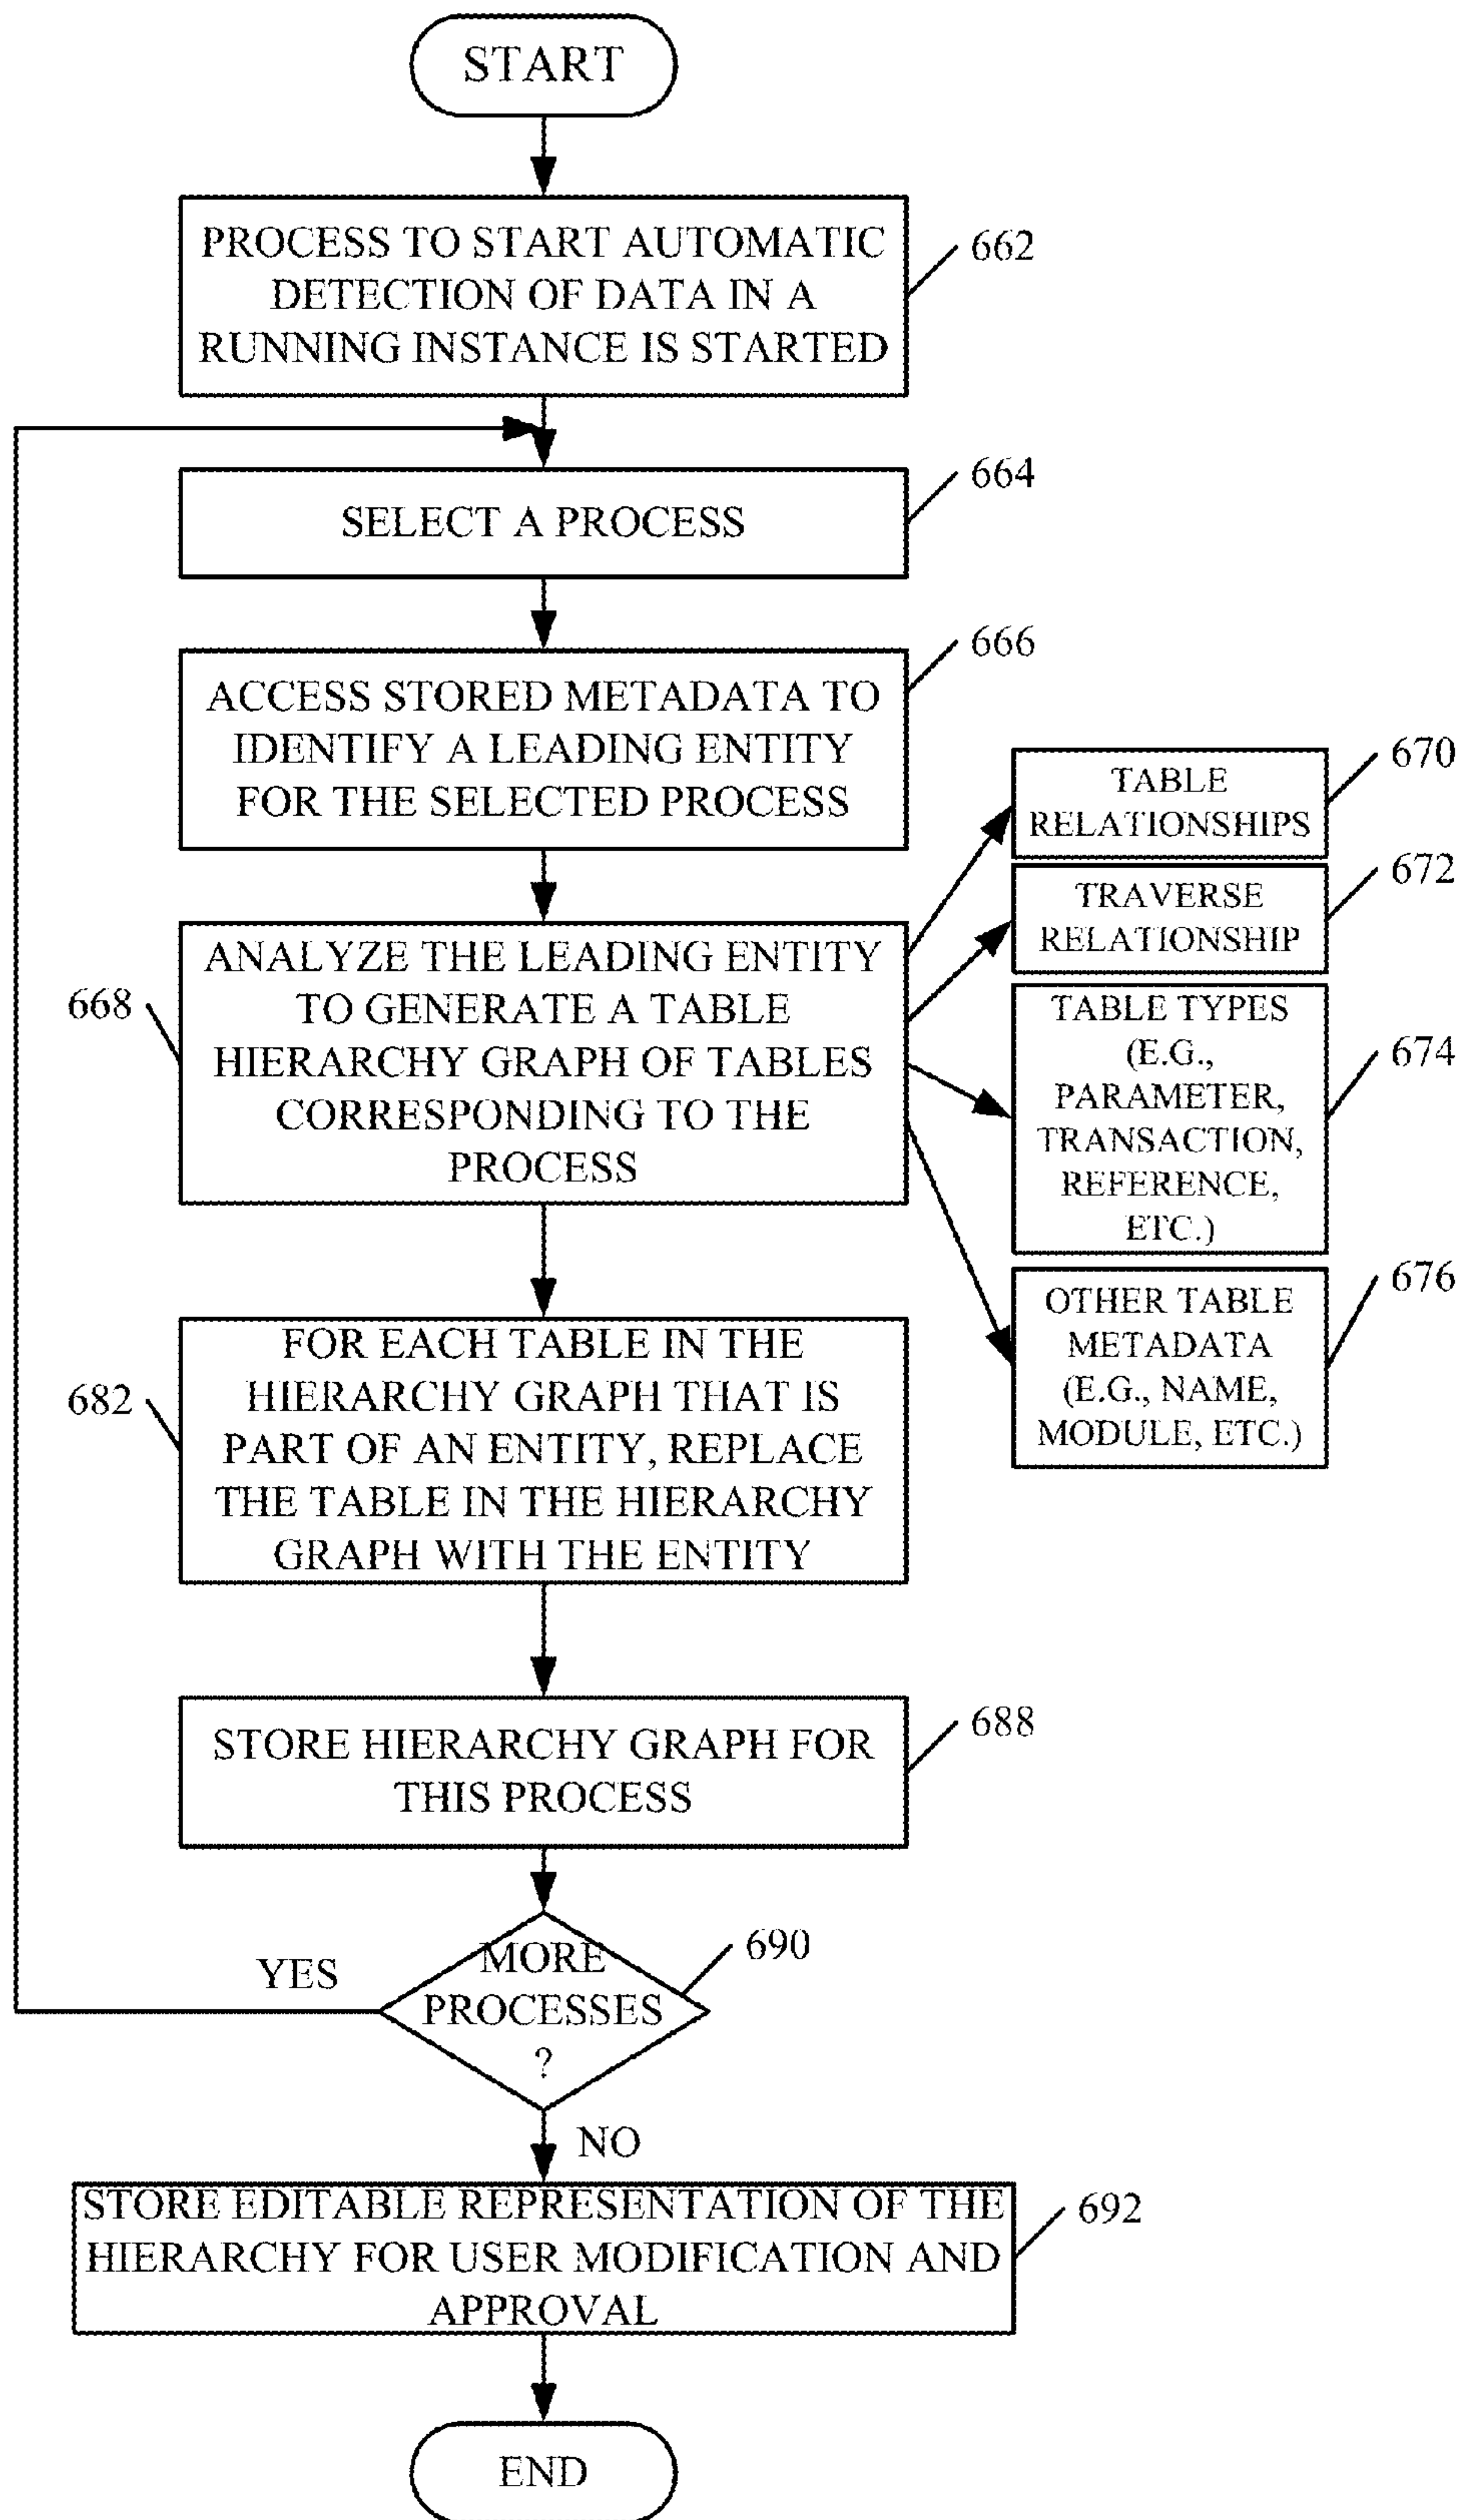 START
PROCESS TO START AUTOMATIC
DETECTION OF DATA IN A
RUNNING INSTANCE IS STARTED
662
SELECT A PROCESS
664
ACCESS STORED METADATA TO
IDENTIFY A LEADING ENTITY
FOR THE SELECTED PROCESS
666
ANALYZE THE LEADING ENTITY
TO GENERATE A TABLE
HIERARCHY GRAPH OF TABLES
CORRESPONDING TO THE
PROCESS
668
TABLE
RELATIONSHIPS
670
TRAVERSE
RELATIONSHIP
672
TABLE TYPES
(E.G.,
PARAMETER,
TRANSACTION,
REFERENCE,
ETC.)
674
OTHER TABLE
METADATA
(E.G., NAME,
MODULE, ETC.)
676
FOR EACH TABLE IN THE
HIERARCHY GRAPH THAT IS
PART OF AN ENTITY, REPLACE
THE TABLE IN THE HIERARCHY
GRAPH WITH THE ENTITY
682
STORE HIERARCHY GRAPH FOR
THIS PROCESS
688
MORE
PROCESSES
?
690
YES
NO
STORE EDITABLE REPRESENTATION OF THE
HIERARCHY FOR USER MODIFICATION AND
APPROVAL
692
END